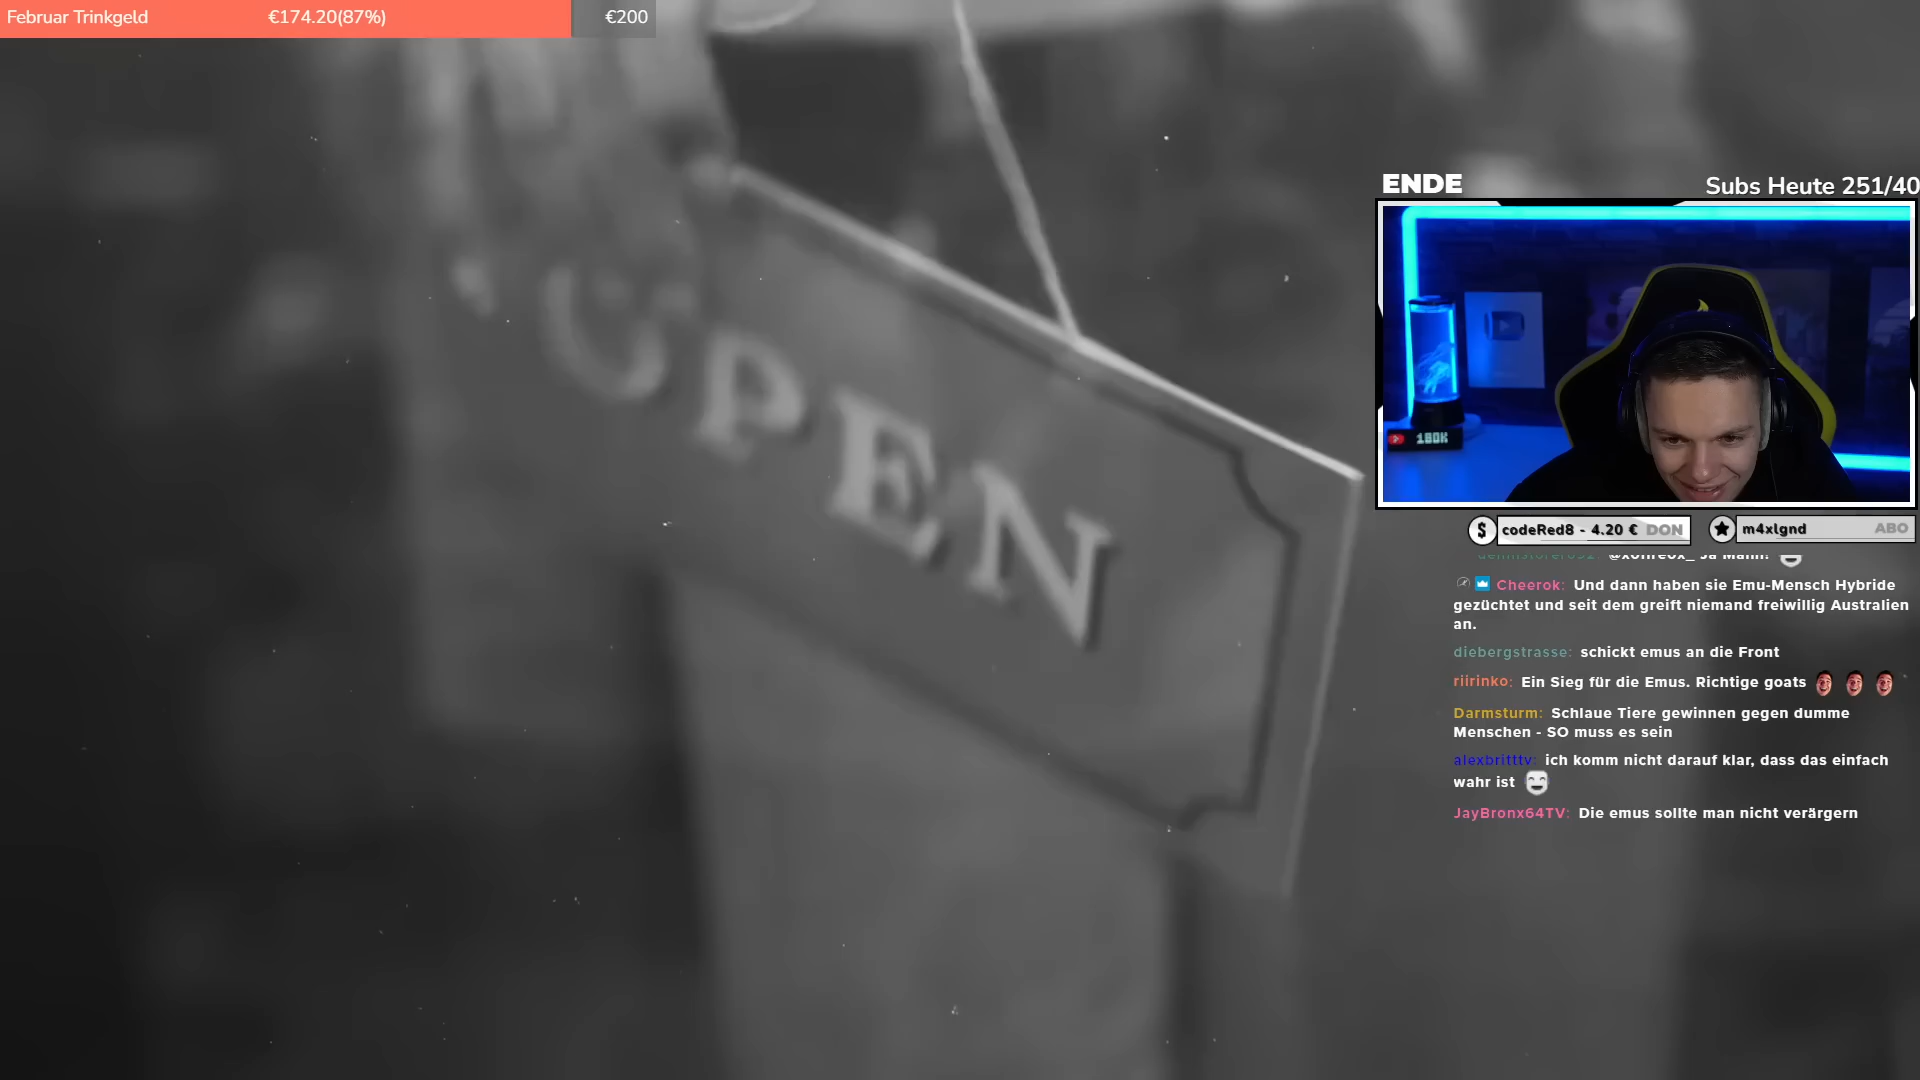 Februar Trinkgeld €174.20(87%) €200
OPEN
ENDE Subs Heute 251/40
180K
codeRed8 - 4.20 € DON m4xlgnd ABO
Ja Mann!
Cheerok: Und dann haben sie Emu-Mensch Hybride
gezüchtet und seit dem greift niemand freiwillig Australien
an.
diebergstrasse: schickt emus an die Front
riirinko: Ein Sieg für die Emus. Richtige goats
Darmsturm: Schlaue Tiere gewinnen gegen dumme
Menschen - SO muss es sein
alexbritttv: ich komm nicht darauf klar, dass das einfach
wahr ist
JayBronx64TV: Die emus sollte man nicht verärgern